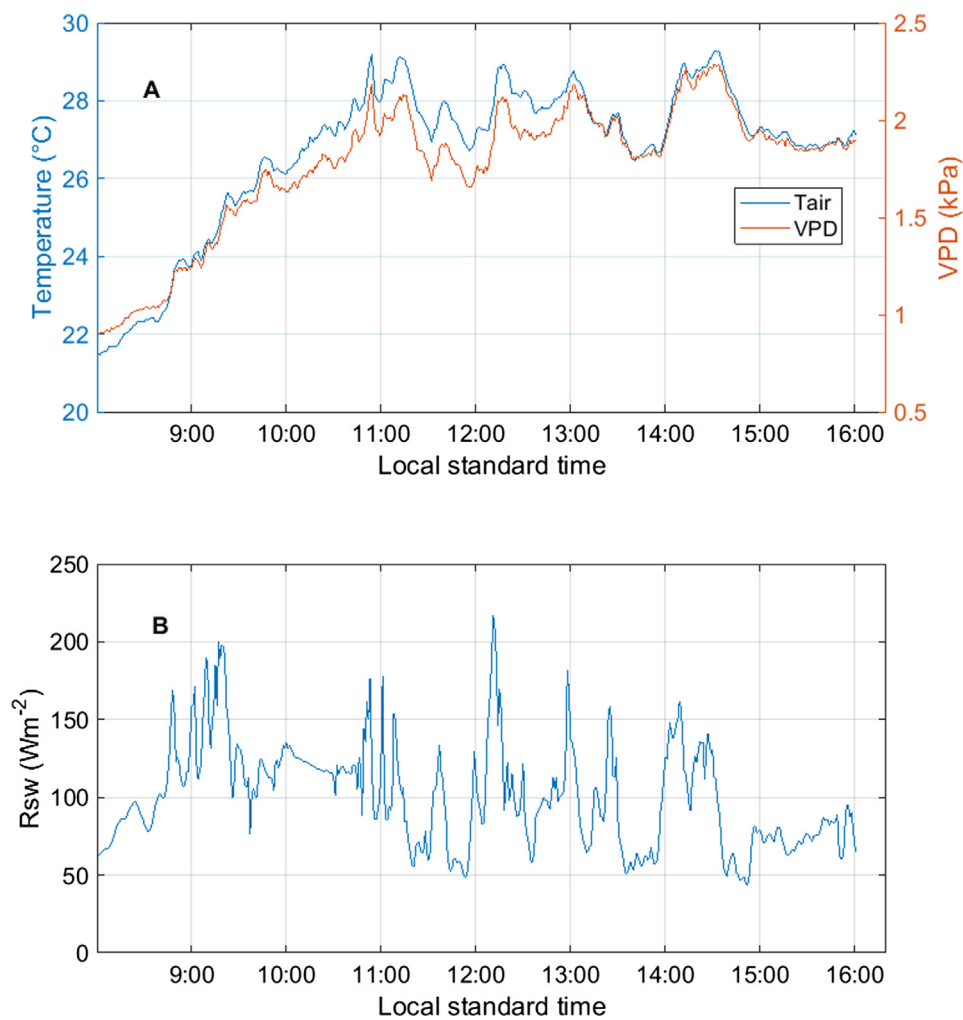 A
Temperature (°C)
30
28
26
24
22
20
VPD (kPa)
2.5
2
1.5
1
0.5
Tair
VPD
9:00 10:00 11:00 12:00 13:00 14:00 15:00 16:00
Local standard time
B
Rsw (Wm-2)
250
200
150
100
50
0
9:00 10:00 11:00 12:00 13:00 14:00 15:00 16:00
Local standard time